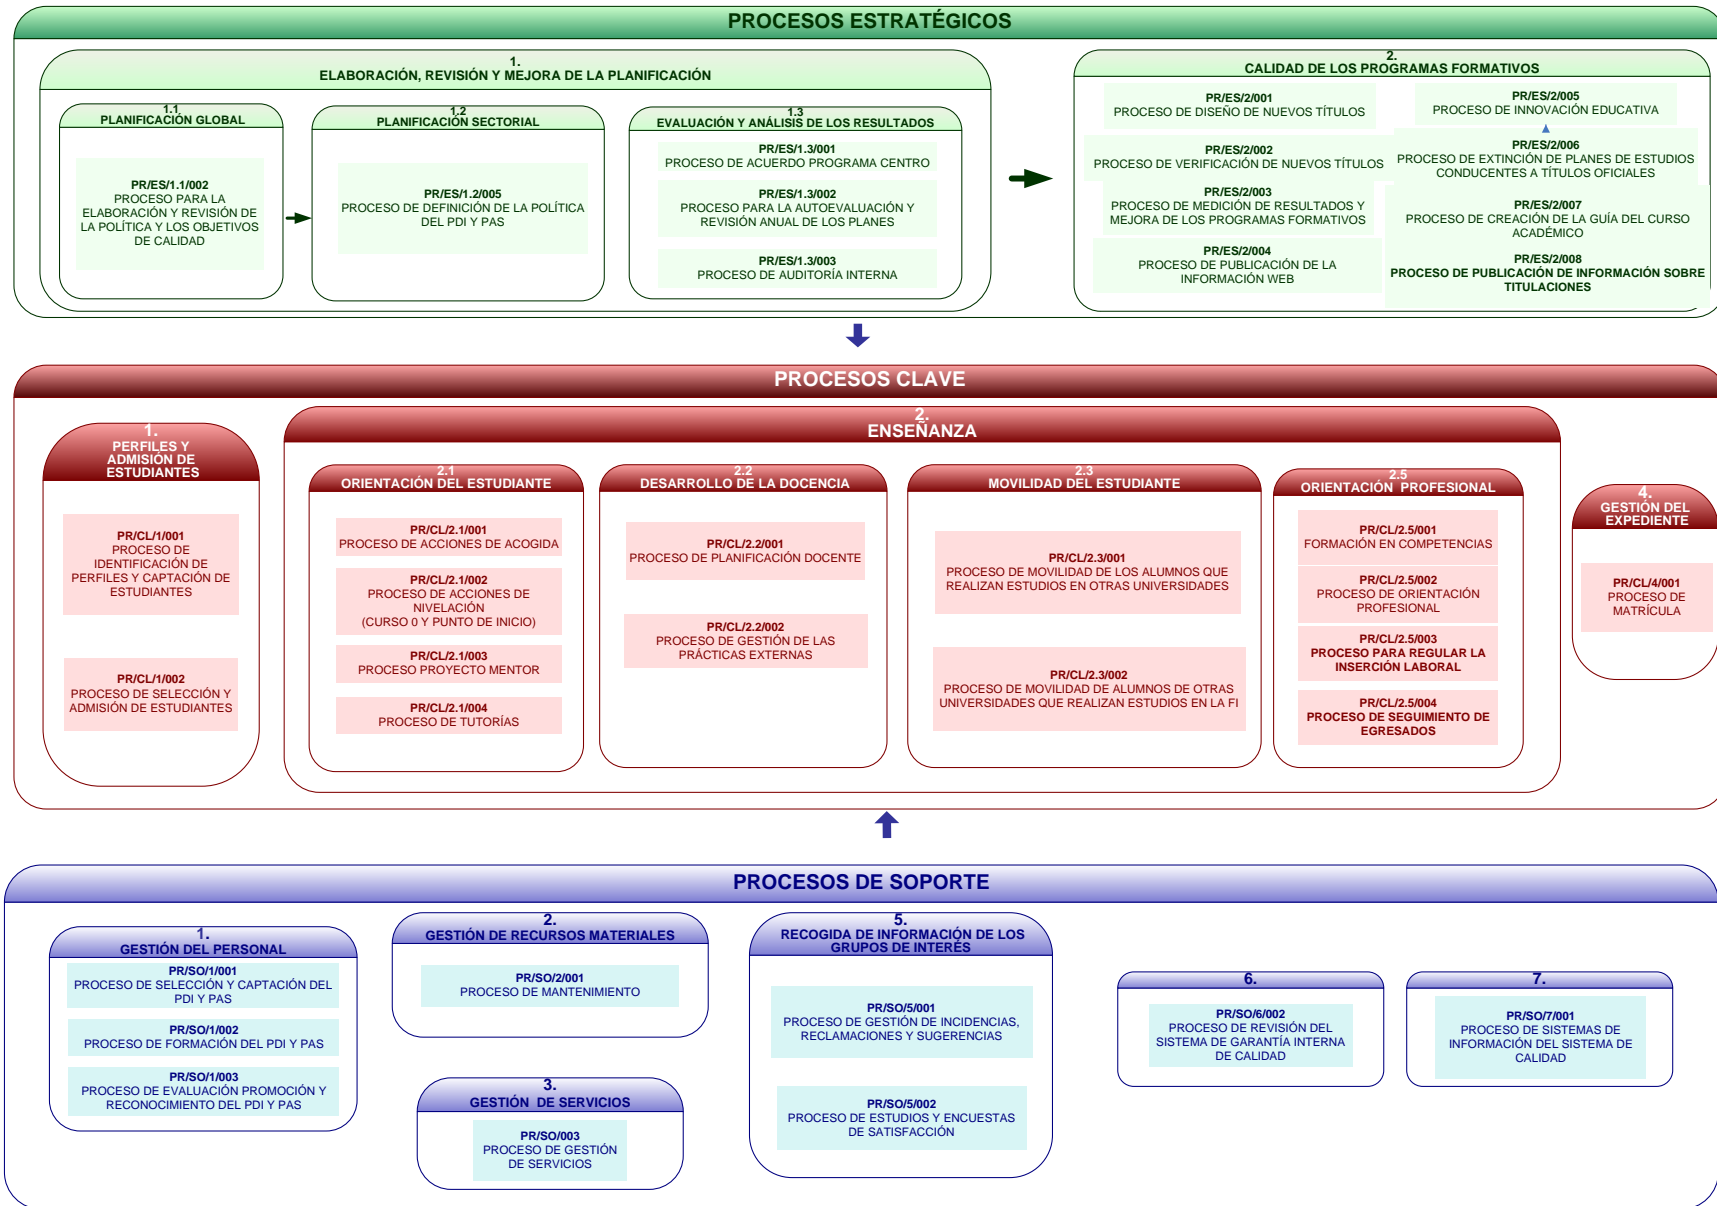 PROCESOS ESTRATÉGICOS
1.
ELABORACIÓN, REVISIÓN Y MEJORA DE LA PLANIFICACIÓN
1.1
PLANIFICACIÓN GLOBAL
PR/ES/1.1/002
PROCESO PARA LA
ELABORACIÓN Y REVISIÓN DE
LA POLÍTICA Y LOS OBJETIVOS
DE CALIDAD
1.2
PLANIFICACIÓN SECTORIAL
PR/ES/1.2/005
PROCESO DE DEFINICIÓN DE LA POLÍTICA
DEL PDI Y PAS
1.3
EVALUACIÓN Y ANÁLISIS DE LOS RESULTADOS
PR/ES/1.3/001
PROCESO DE ACUERDO PROGRAMA CENTRO
PR/ES/1.3/002
PROCESO PARA LA AUTOEVALUACIÓN Y
REVISIÓN ANUAL DE LOS PLANES
PR/ES/1.3/003
PROCESO DE AUDITORÍA INTERNA
2.
CALIDAD DE LOS PROGRAMAS FORMATIVOS
PR/ES/2/001
PROCESO DE DISEÑO DE NUEVOS TÍTULOS
PR/ES/2/002
PROCESO DE VERIFICACIÓN DE NUEVOS TÍTULOS
PR/ES/2/003
PROCESO DE MEDICIÓN DE RESULTADOS Y
MEJORA DE LOS PROGRAMAS FORMATIVOS
PR/ES/2/004
PROCESO DE PUBLICACIÓN DE LA
INFORMACIÓN WEB
PR/ES/2/005
PROCESO DE INNOVACIÓN EDUCATIVA
PR/ES/2/006
PROCESO DE EXTINCIÓN DE PLANES DE ESTUDIOS
CONDUCENTES A TÍTULOS OFICIALES
PR/ES/2/007
PROCESO DE CREACIÓN DE LA GUÍA DEL CURSO
ACADÉMICO
PR/ES/2/008
PROCESO DE PUBLICACIÓN DE INFORMACIÓN SOBRE
TITULACIONES
PROCESOS CLAVE
1.
PERFILES Y
ADMISIÓN DE
ESTUDIANTES
PR/CL/1/001
PROCESO DE
IDENTIFICACIÓN DE
PERFILES Y CAPTACIÓN DE
ESTUDIANTES
PR/CL/1/002
PROCESO DE SELECCIÓN Y
ADMISIÓN DE ESTUDIANTES
2.
ENSEÑANZA
2.1
ORIENTACIÓN DEL ESTUDIANTE
PR/CL/2.1/001
PROCESO DE ACCIONES DE ACOGIDA
PR/CL/2.1/002
PROCESO DE ACCIONES DE
NIVELACIÓN
(CURSO 0 Y PUNTO DE INICIO)
PR/CL/2.1/003
PROCESO PROYECTO MENTOR
PR/CL/2.1/004
PROCESO DE TUTORÍAS
2.2
DESARROLLO DE LA DOCENCIA
PR/CL/2.2/001
PROCESO DE PLANIFICACIÓN DOCENTE
PR/CL/2.2/002
PROCESO DE GESTIÓN DE LAS
PRÁCTICAS EXTERNAS
2.3
MOVILIDAD DEL ESTUDIANTE
PR/CL/2.3/001
PROCESO DE MOVILIDAD DE LOS ALUMNOS QUE
REALIZAN ESTUDIOS EN OTRAS UNIVERSIDADES
PR/CL/2.3/002
PROCESO DE MOVILIDAD DE ALUMNOS DE OTRAS
UNIVERSIDADES QUE REALIZAN ESTUDIOS EN LA FI
2.5
ORIENTACIÓN PROFESIONAL
PR/CL/2.5/001
FORMACIÓN EN COMPETENCIAS
PR/CL/2.5/002
PROCESO DE ORIENTACIÓN
PROFESIONAL
PR/CL/2.5/003
PROCESO PARA REGULAR LA
INSERCIÓN LABORAL
PR/CL/2.5/004
PROCESO DE SEGUIMIENTO DE
EGRESADOS
4.
GESTIÓN DEL
EXPEDIENTE
PR/CL/4/001
PROCESO DE
MATRÍCULA
PROCESOS DE SOPORTE
1.
GESTIÓN DEL PERSONAL
PR/SO/1/001
PROCESO DE SELECCIÓN Y CAPTACIÓN DEL
PDI Y PAS
PR/SO/1/002
PROCESO DE FORMACIÓN DEL PDI Y PAS
PR/SO/1/003
PROCESO DE EVALUACIÓN PROMOCIÓN Y
RECONOCIMIENTO DEL PDI Y PAS
2.
GESTIÓN DE RECURSOS MATERIALES
PR/SO/2/001
PROCESO DE MANTENIMIENTO
3.
GESTIÓN DE SERVICIOS
PR/SO/003
PROCESO DE GESTIÓN
DE SERVICIOS
5.
RECOGIDA DE INFORMACIÓN DE LOS
GRUPOS DE INTERÉS
PR/SO/5/001
PROCESO DE GESTIÓN DE INCIDENCIAS,
RECLAMACIONES Y SUGERENCIAS
PR/SO/5/002
PROCESO DE ESTUDIOS Y ENCUESTAS
DE SATISFACCIÓN
6.
PR/SO/6/002
PROCESO DE REVISIÓN DEL
SISTEMA DE GARANTÍA INTERNA
DE CALIDAD
7.
PR/SO/7/001
PROCESO DE SISTEMAS DE
INFORMACIÓN DEL SISTEMA DE
CALIDAD